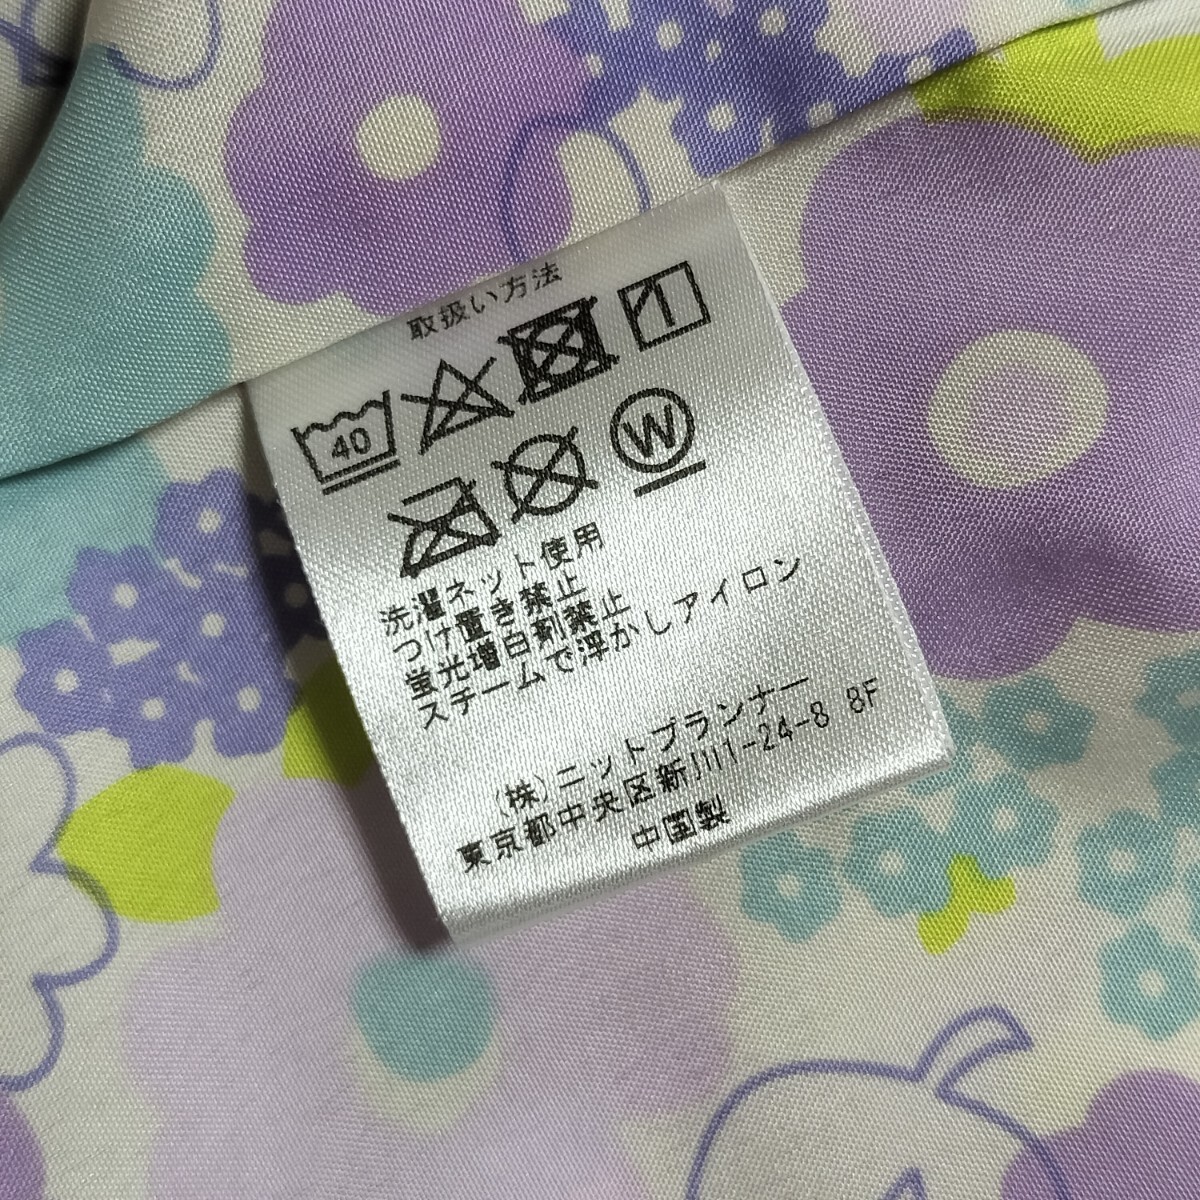 取扱い方法
40
W
洗濯ネット使用
つけ置き禁止
蛍光増白剤禁止
スチームで浮かしアイロン
(株)ニットプランナー
東京都中央区新川1-24-8 8F
中国製